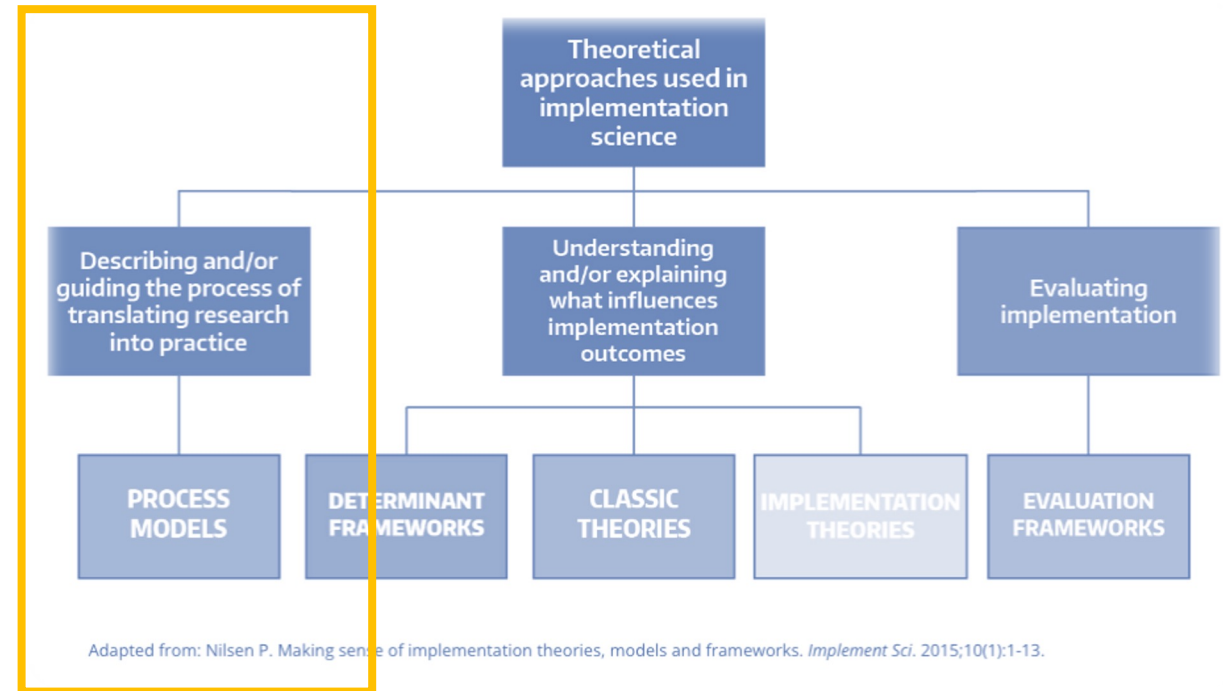 Theoretical
approaches used in
implementation
science
Describing and/or
guiding the process of
translating research
into practice
Understanding
and/or explaining
what influences
implementation
outcomes
Evaluating
implementation
PROCESS
MODELS
DETERMINANT
FRAMEWORKS
CLASSIC
THEORIES
IMPLEMENTATION
THEORIES
EVALUATION
FRAMEWORKS
Adapted from: Nilsen P. Making sense of implementation theories, models and frameworks. Implement Sci. 2015;10(1):1-13.